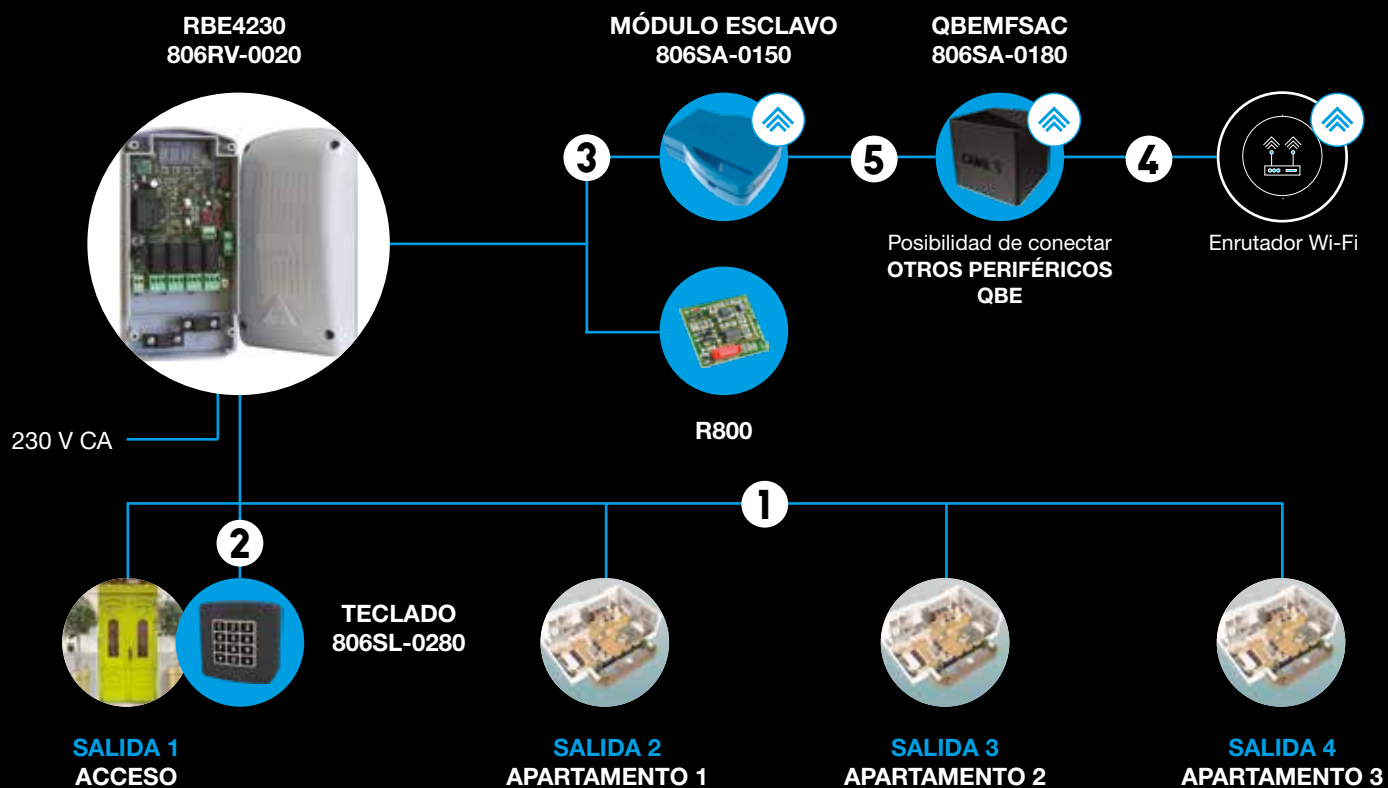 RBE4230
806RV-0020
MÓDULO ESCLAVO
806SA-0150
QBEMFSAC
806SA-0180
3
5
4
CAME
Posibilidad de conectar
OTROS PERIFÉRICOS
QBE
Enrutador Wi-Fi
R800
230 V CA
1
2
TECLADO
806SL-0280
SALIDA 1
ACCESO
SALIDA 2
APARTAMENTO 1
SALIDA 3
APARTAMENTO 2
SALIDA 4
APARTAMENTO 3